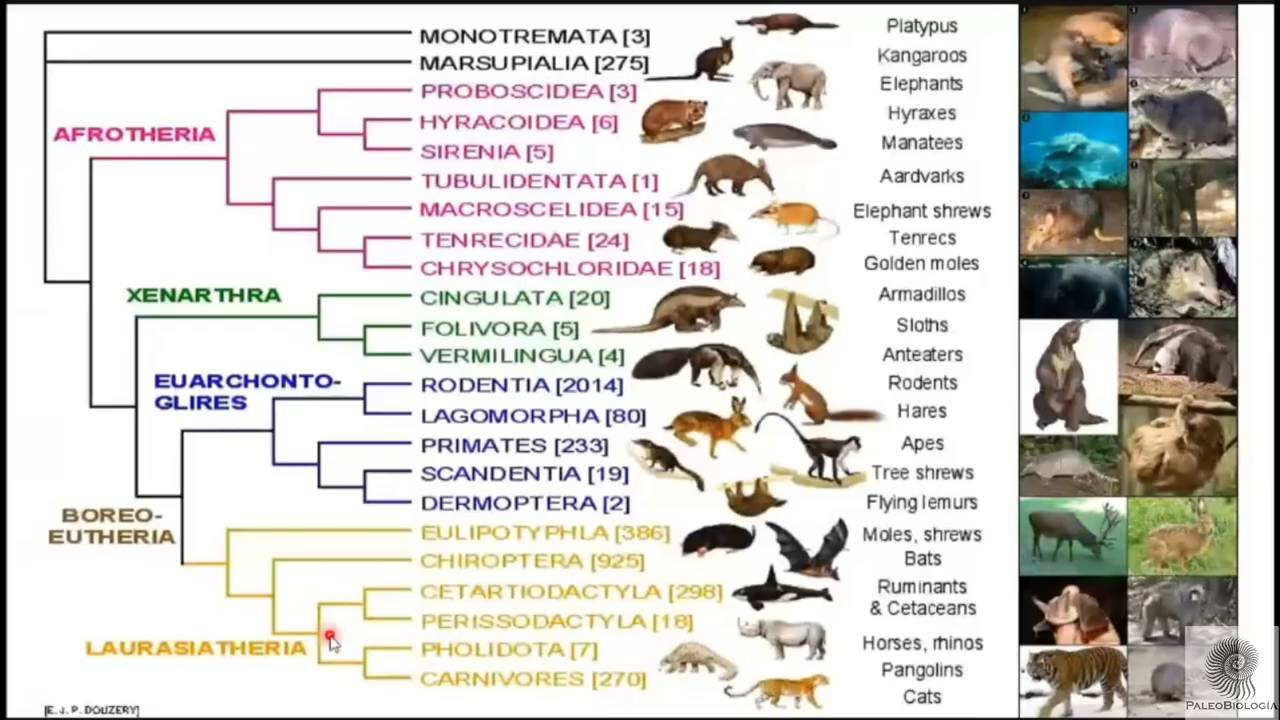 MONOTREMATA [3] Platypus
MARSUPIALIA [275] Kangaroos
PROBOSCIDEA [3] Elephants
AFROTHERIA
HYRACOIDEA [6] Hyraxes
SIRENIA [5] Manatees
TUBULIDENTATA [1] Aardvarks
MACROSCELIDEA [15] Elephant shrews
TENRECIDAE [24] Tenrecs
CHRYSOCHLORIDAE [18] Golden moles
XENARTHRA
CINGULATA [20] Armadillos
FOLIVORA [5] Sloths
VERMILINGUA [4] Anteaters
EUARCHONTO-
GLIRES
RODENTIA [2014] Rodents
LAGOMORPHA [80] Hares
PRIMATES [233] Apes
SCANDENTIA [19] Tree shrews
DERMOPTERA [2] Flying lemurs
BOREO-
EUTHERIA
EULIPOTYPHLA [386] Moles, shrews
CHIROPTERA [925] Bats
CETARTIODACTYLA [298] Ruminants
& Cetaceans
PERISSODACTYLA [18] Horses, rhinos
LAURASIATHERIA
PHOLIDOTA [7] Pangolins
CARNIVORES [270] Cats
[E. J. P. DOUZERY]
PALEOBIOLOGÍA